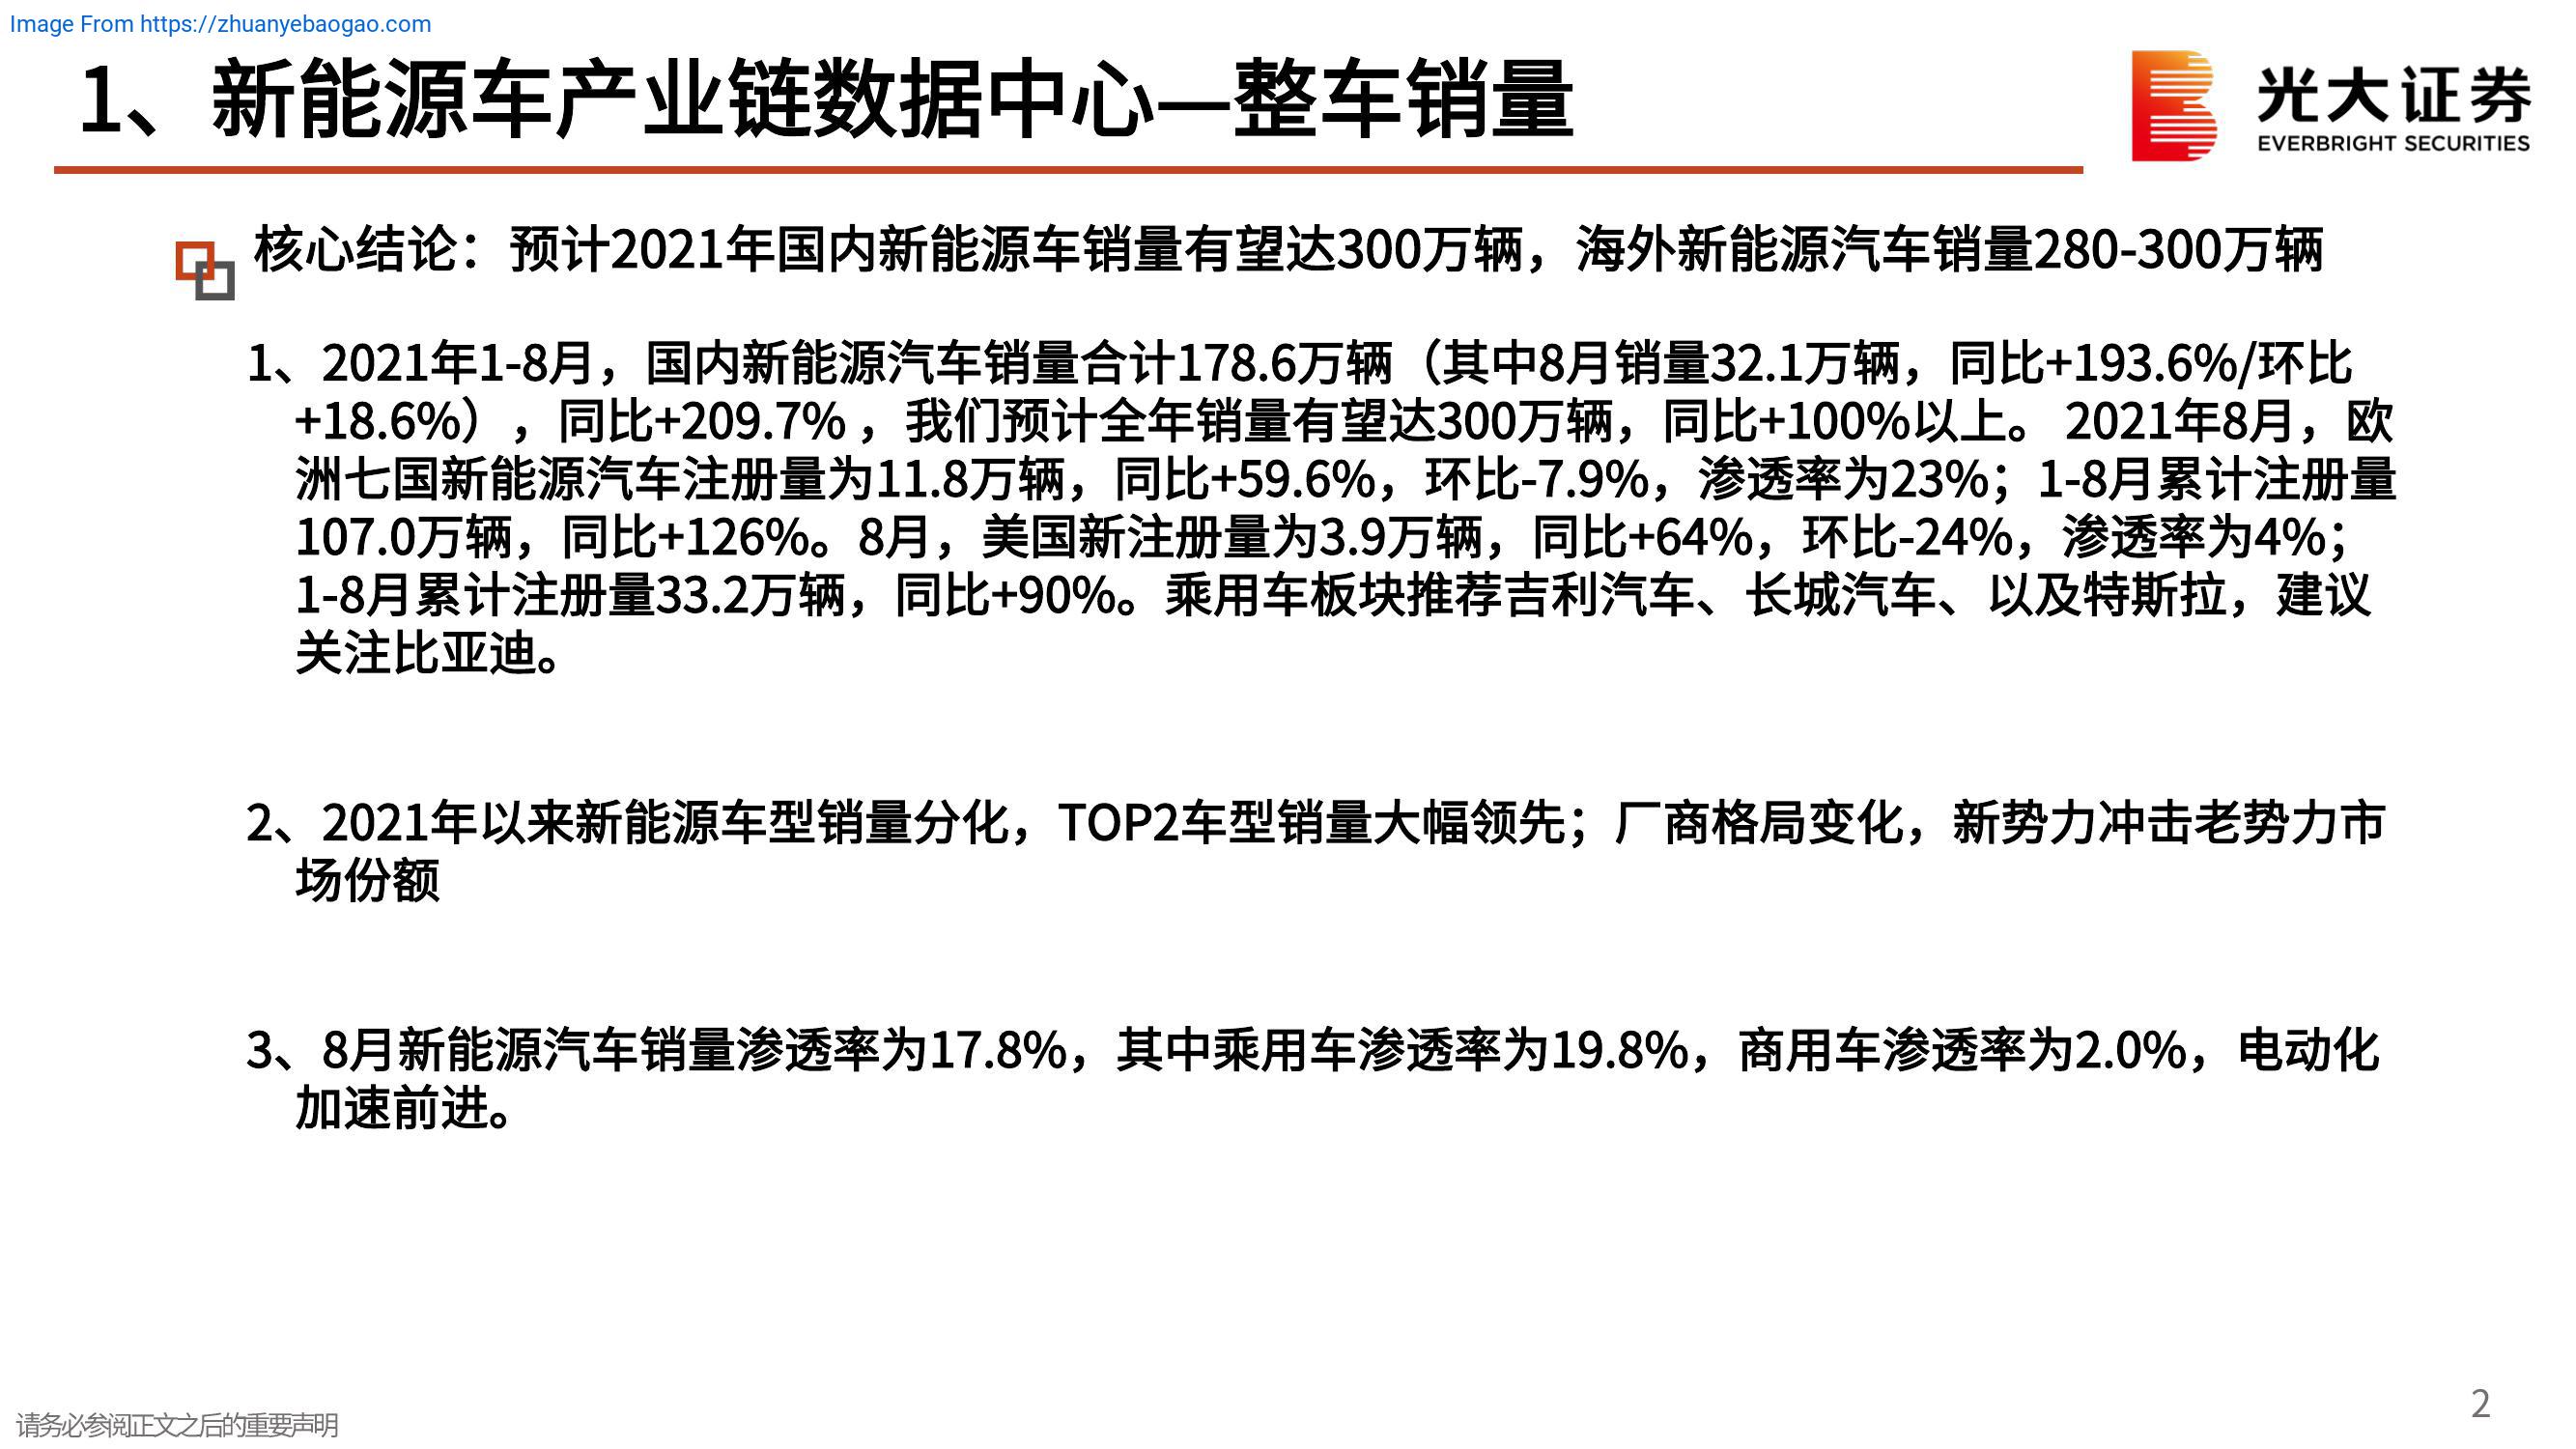 Image From https://zhuanyebaogao.com
1、新能源车产业链数据中心—整车销量
光大证券
EVERBRIGHT SECURITIES
核心结论：预计2021年国内新能源车销量有望达300万辆，海外新能源汽车销量280-300万辆
1、2021年1-8月，国内新能源汽车销量合计178.6万辆（其中8月销量32.1万辆，同比+193.6%/环比
+18.6%），同比+209.7% ，我们预计全年销量有望达300万辆，同比+100%以上。 2021年8月，欧
洲七国新能源汽车注册量为11.8万辆，同比+59.6%，环比-7.9%，渗透率为23%；1-8月累计注册量
107.0万辆，同比+126%。8月，美国新注册量为3.9万辆，同比+64%，环比-24%，渗透率为4%；
1-8月累计注册量33.2万辆，同比+90%。乘用车板块推荐吉利汽车、长城汽车、以及特斯拉，建议
关注比亚迪。
2、2021年以来新能源车型销量分化，TOP2车型销量大幅领先；厂商格局变化，新势力冲击老势力市
场份额
3、8月新能源汽车销量渗透率为17.8%，其中乘用车渗透率为19.8%，商用车渗透率为2.0%，电动化
加速前进。
请务必参阅正文之后的重要声明
2